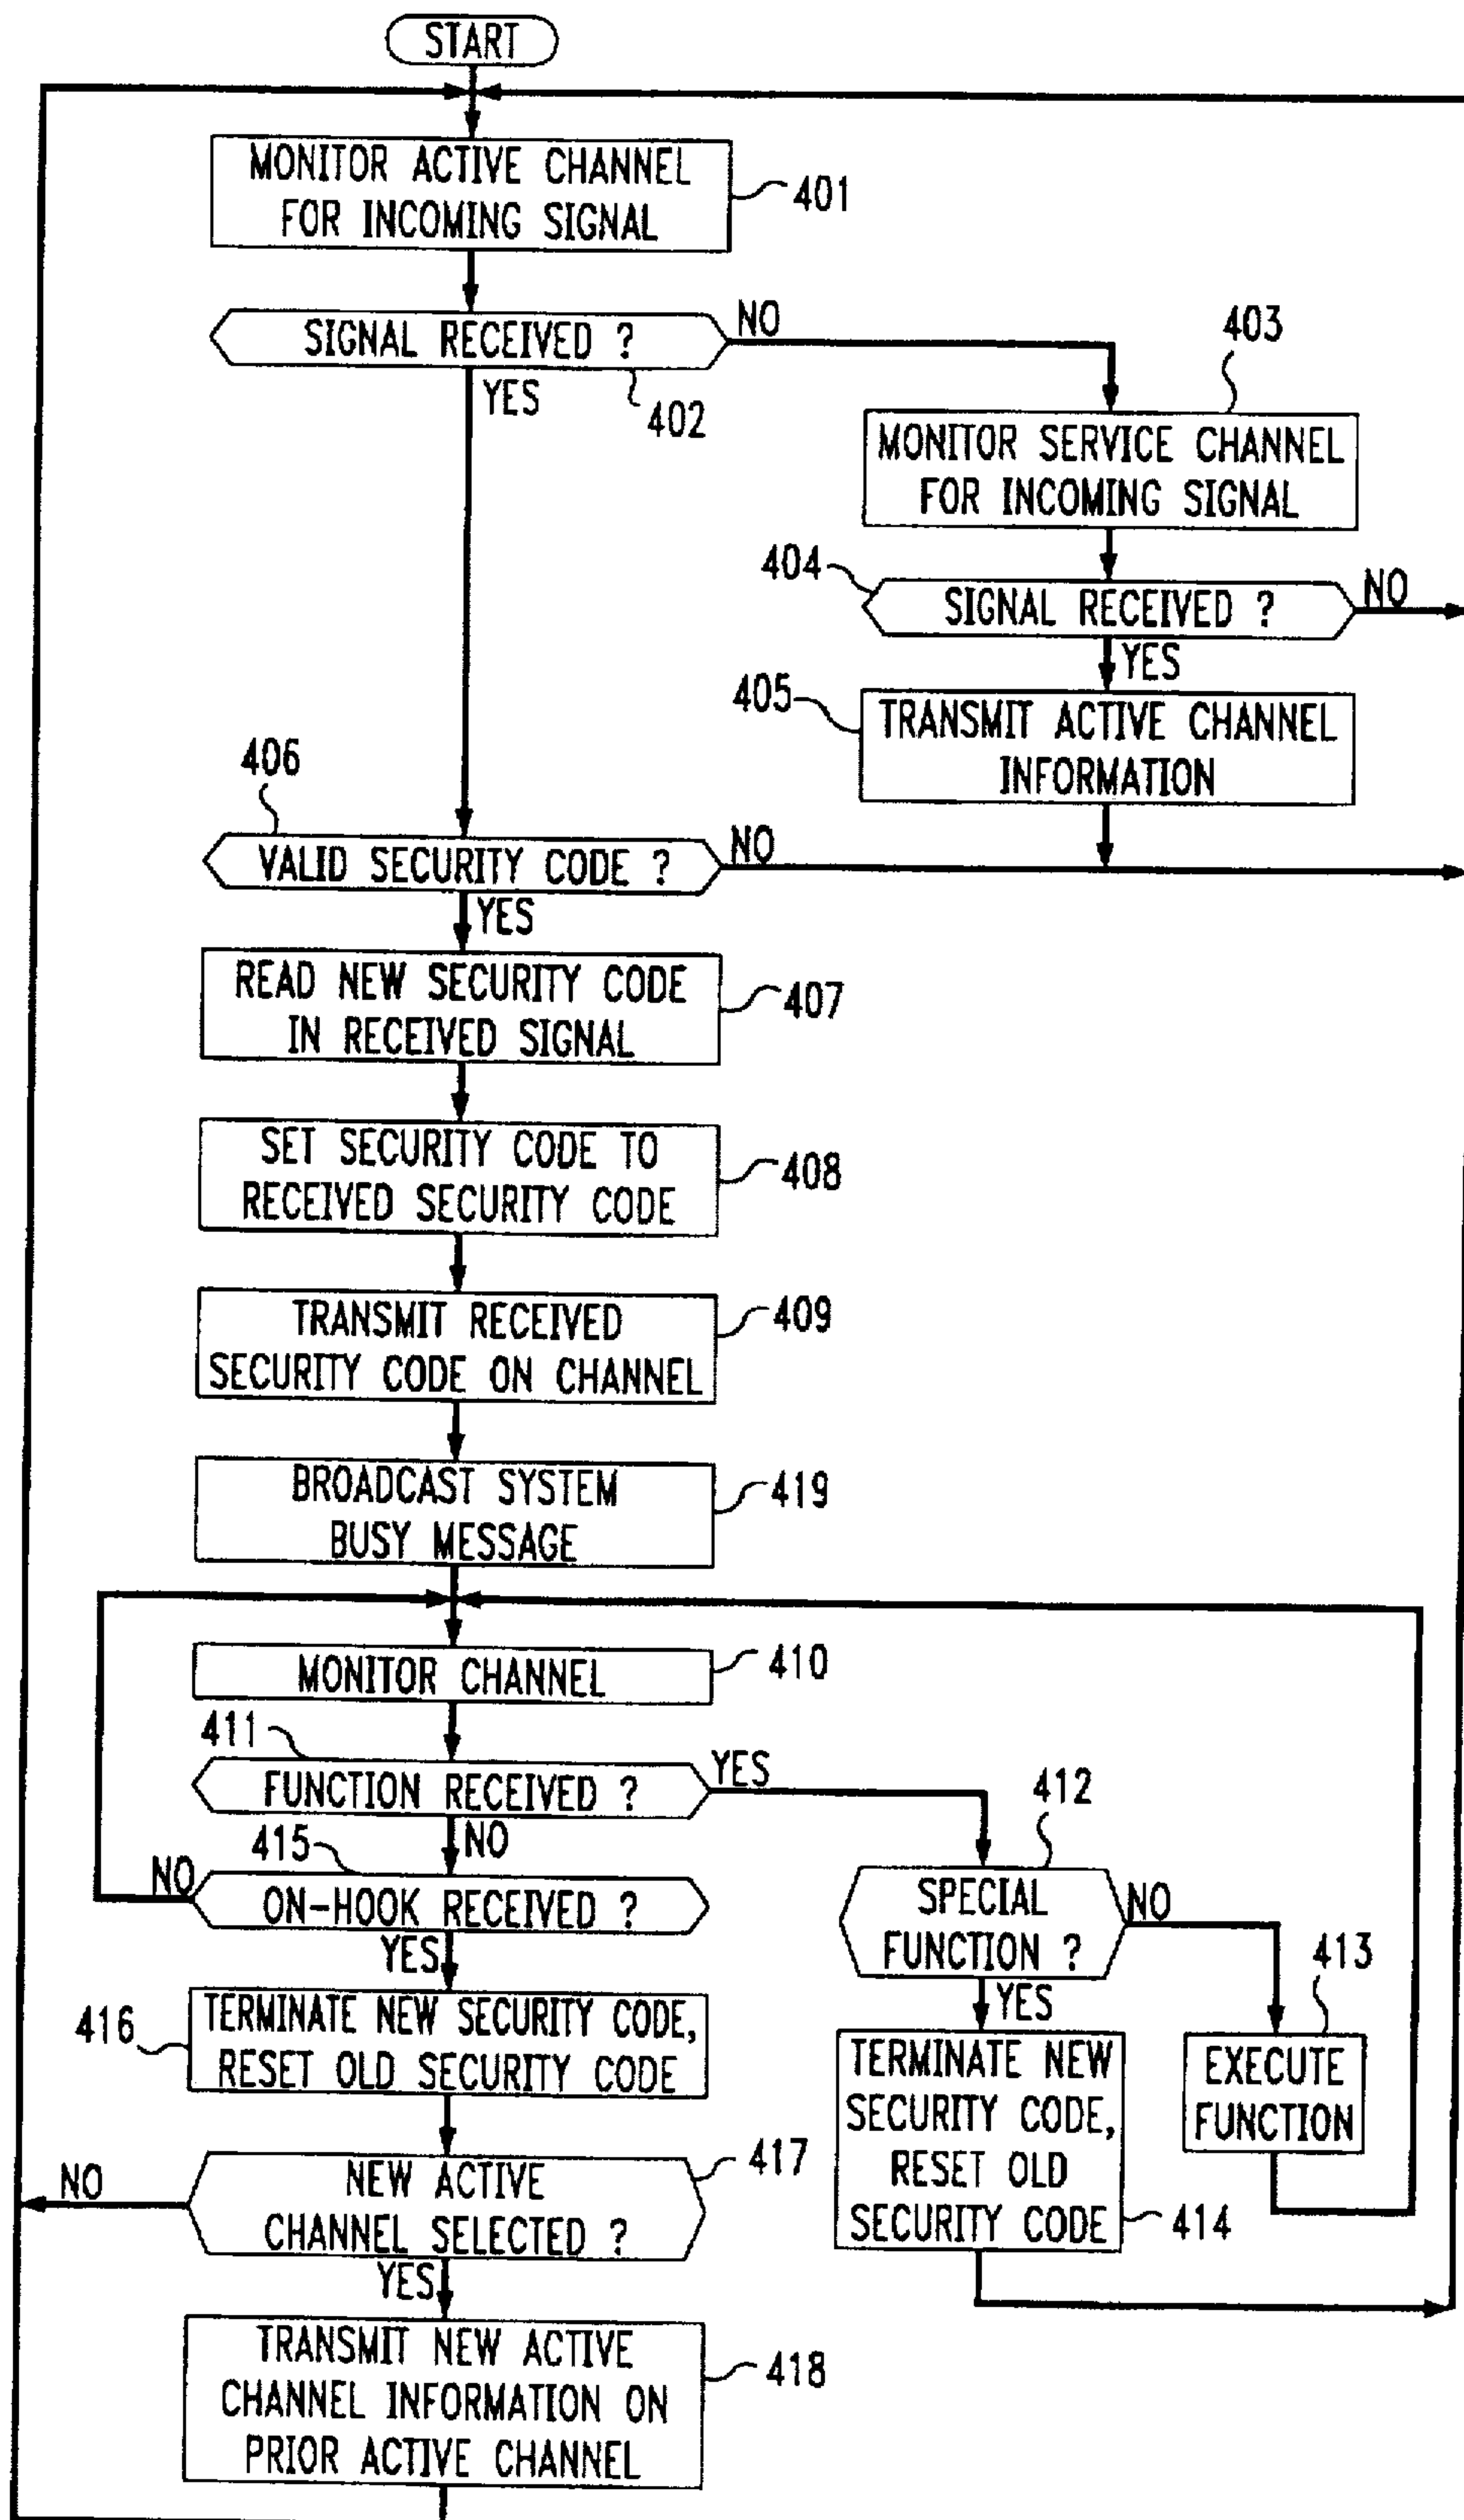 START
MONITOR ACTIVE CHANNEL
FOR INCOMING SIGNAL
401
SIGNAL RECEIVED ?
NO
YES
402
403
MONITOR SERVICE CHANNEL
FOR INCOMING SIGNAL
404
SIGNAL RECEIVED ?
NO
YES
405
TRANSMIT ACTIVE CHANNEL
INFORMATION
406
VALID SECURITY CODE ?
NO
YES
READ NEW SECURITY CODE
IN RECEIVED SIGNAL
407
SET SECURITY CODE TO
RECEIVED SECURITY CODE
408
TRANSMIT RECEIVED
SECURITY CODE ON CHANNEL
409
BROADCAST SYSTEM
BUSY MESSAGE
419
MONITOR CHANNEL
410
411
FUNCTION RECEIVED ?
YES
NO
412
SPECIAL
FUNCTION ?
NO
YES
413
EXECUTE
FUNCTION
TERMINATE NEW
SECURITY CODE,
RESET OLD
SECURITY CODE
414
415
NO
ON-HOOK RECEIVED ?
YES
416
TERMINATE NEW SECURITY CODE,
RESET OLD SECURITY CODE
417
NO
NEW ACTIVE
CHANNEL SELECTED ?
YES
TRANSMIT NEW ACTIVE
CHANNEL INFORMATION ON
PRIOR ACTIVE CHANNEL
418